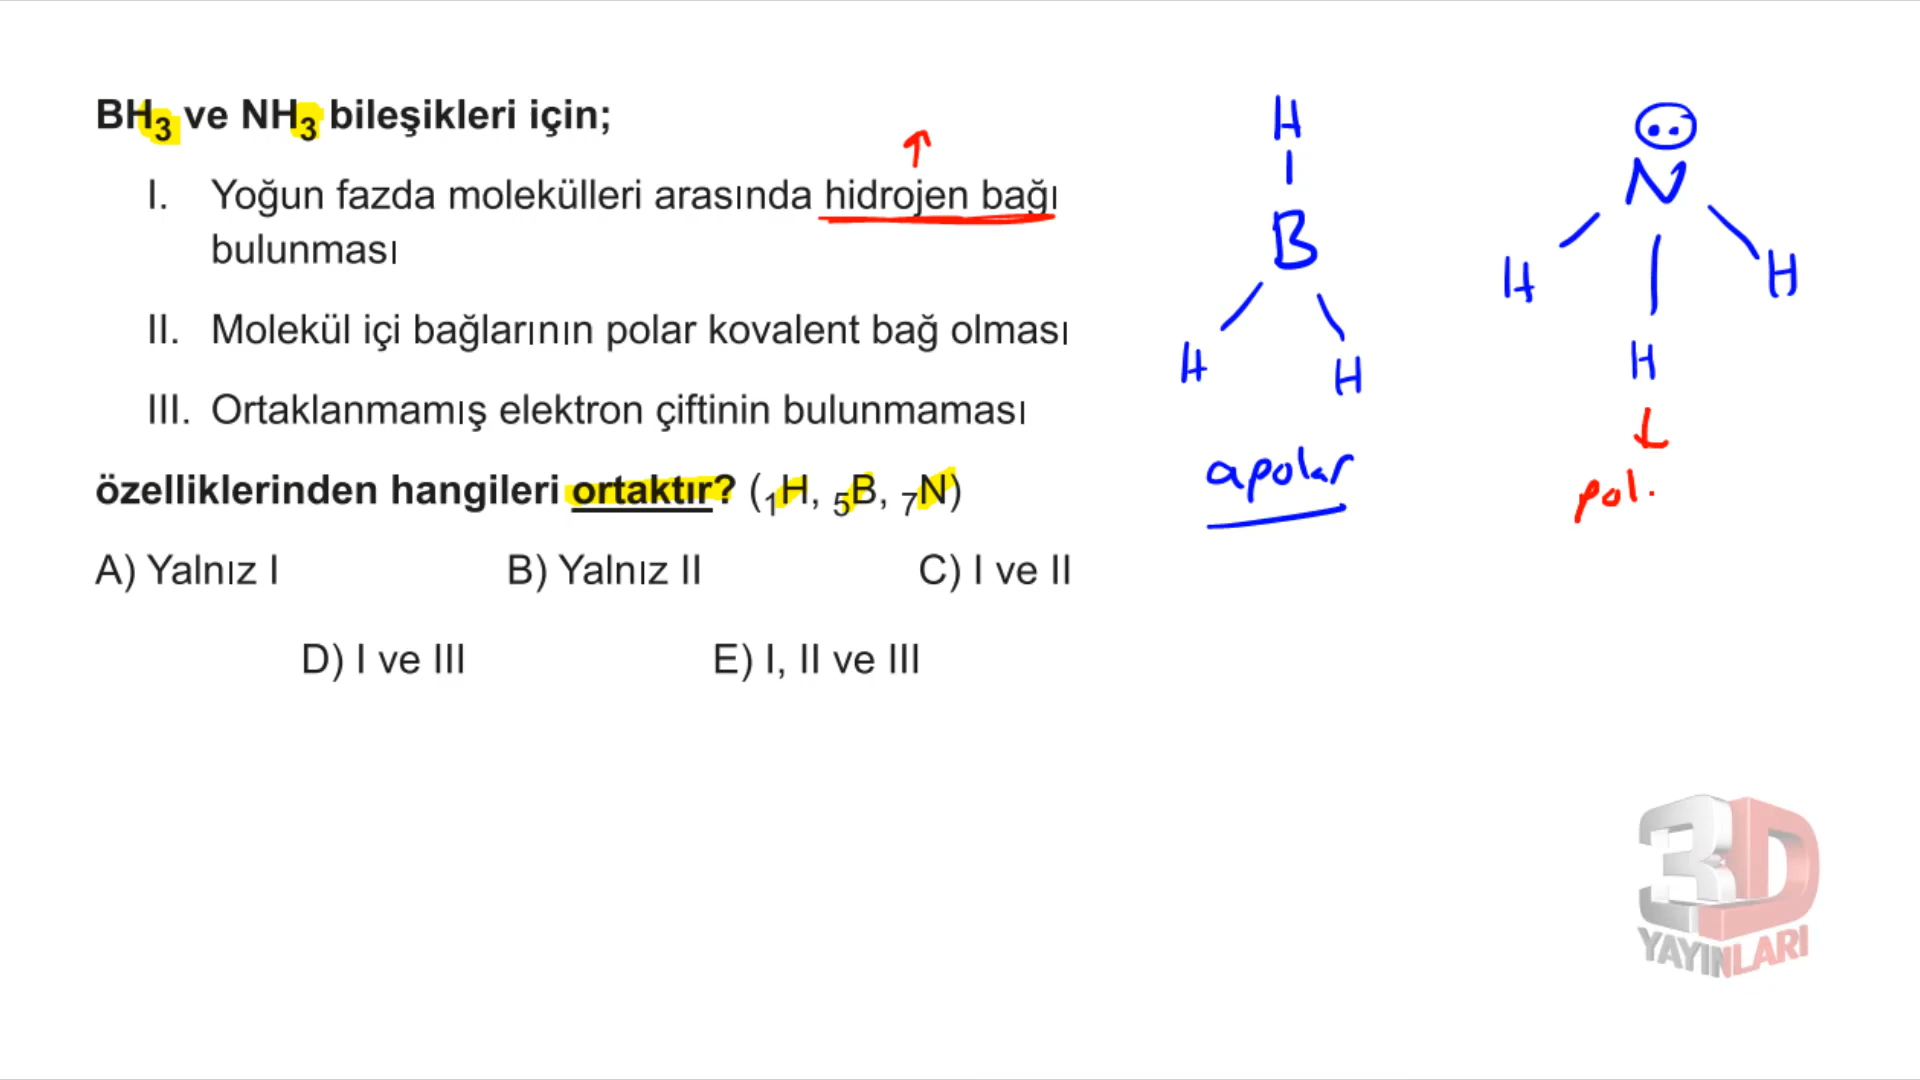 BH₃ ve NH₃ bileşikleri için;
I. Yoğun fazda molekülleri arasında hidrojen bağı
bulunması
II. Molekül içi bağlarının polar kovalent bağ olması
III. Ortaklanmamış elektron çiftinin bulunmaması
özelliklerinden hangileri ortaktır? (₁H, ₅B, ₇N)
A) Yalnız I B) Yalnız II C) I ve II
D) I ve III E) I, II ve III
H
B
H H
apolar
N
H H
H
pol.
3D
YAYINLARI